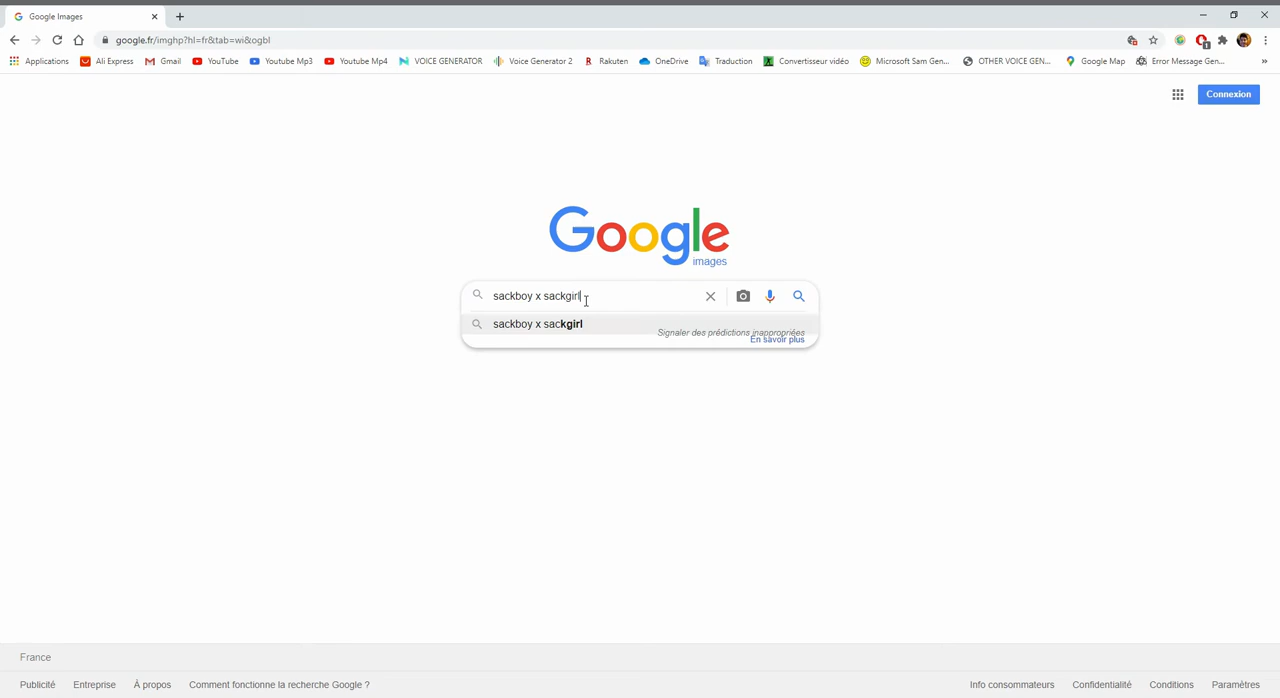 Google Images
google.fr/imghp?hl=fr&tab=wi&ogbl
1
Applications Ali Express Gmail YouTube Youtube Mp3 Youtube Mp4 VOICE GENERATOR Voice Generator 2 Rakuten OneDrive Traduction Convertisseur vidéo Microsoft Sam Gen... OTHER VOICE GEN... Google Map Error Message Gen... »
Connexion
Google
images
sackboy x sackgirl
sackboy x sackgirl
Signaler des prédictions inappropriées
En savoir plus
France
Publicité Entreprise À propos Comment fonctionne la recherche Google ? Info consommateurs Confidentialité Conditions Paramètres